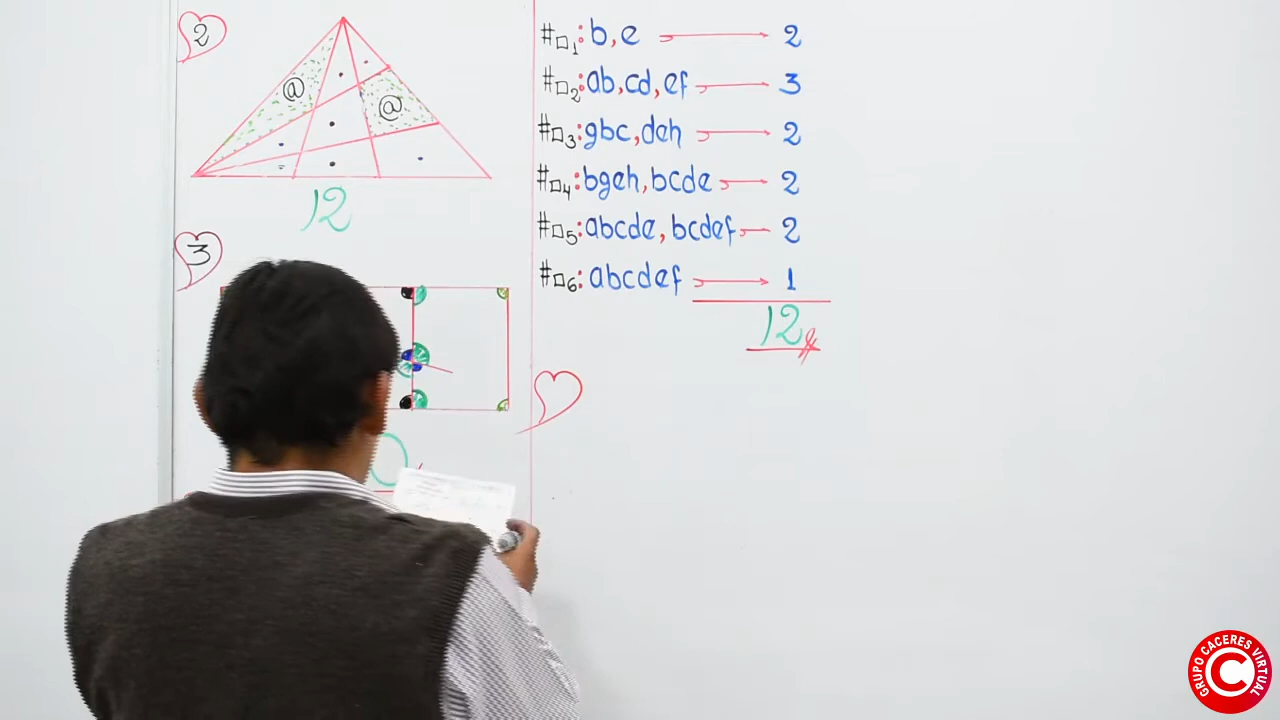 2
@
@
12
3
#□1: b,e → 2
#□2: ab,cd,ef → 3
#□3: gbc, deh → 2
#□4: bgeh, bcde → 2
#□5: abcde, bcdef → 2
#□6: abcdef → 1
12
GRUPO CACERES VIRTUAL
C